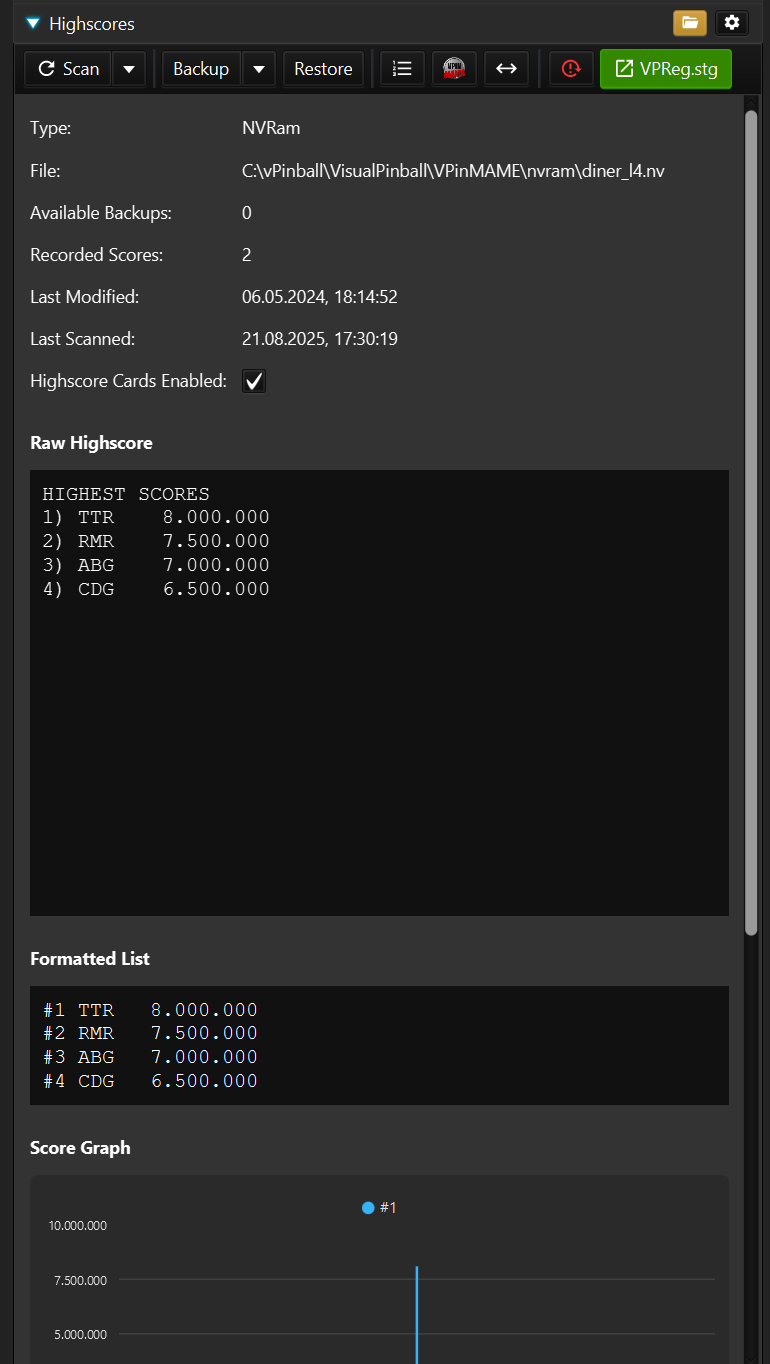 Highscores
Scan Backup Restore VPReg.stg
Type: NVRam
File: C:\vPinball\VisualPinball\VPinMAME\nvram\diner_l4.nv
Available Backups: 0
Recorded Scores: 2
Last Modified: 06.05.2024, 18:14:52
Last Scanned: 21.08.2025, 17:30:19
Highscore Cards Enabled:
Raw Highscore
HIGHEST SCORES
1) TTR    8.000.000
2) RMR    7.500.000
3) ABG    7.000.000
4) CDG    6.500.000
Formatted List
#1 TTR   8.000.000
#2 RMR   7.500.000
#3 ABG   7.000.000
#4 CDG   6.500.000
Score Graph
#1
10.000.000
7.500.000
5.000.000